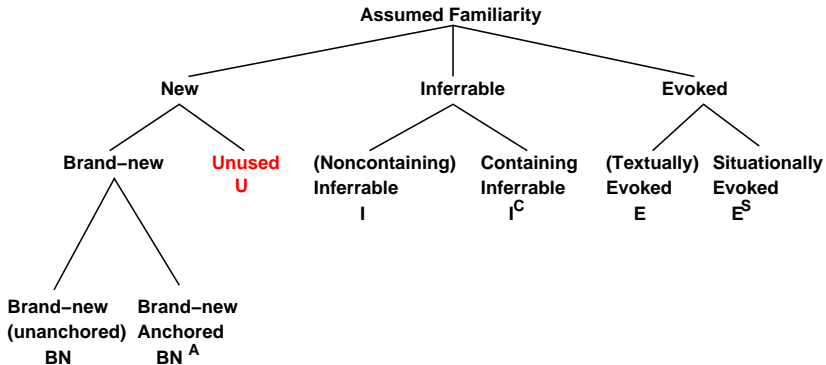 Assumed Familiarity
New Inferrable Evoked
Brand−new Unused U
(Noncontaining) Inferrable I
Containing Inferrable I^C
(Textually) Evoked E
Situationally Evoked E^S
Brand−new (unanchored) BN
Brand−new Anchored BN^A